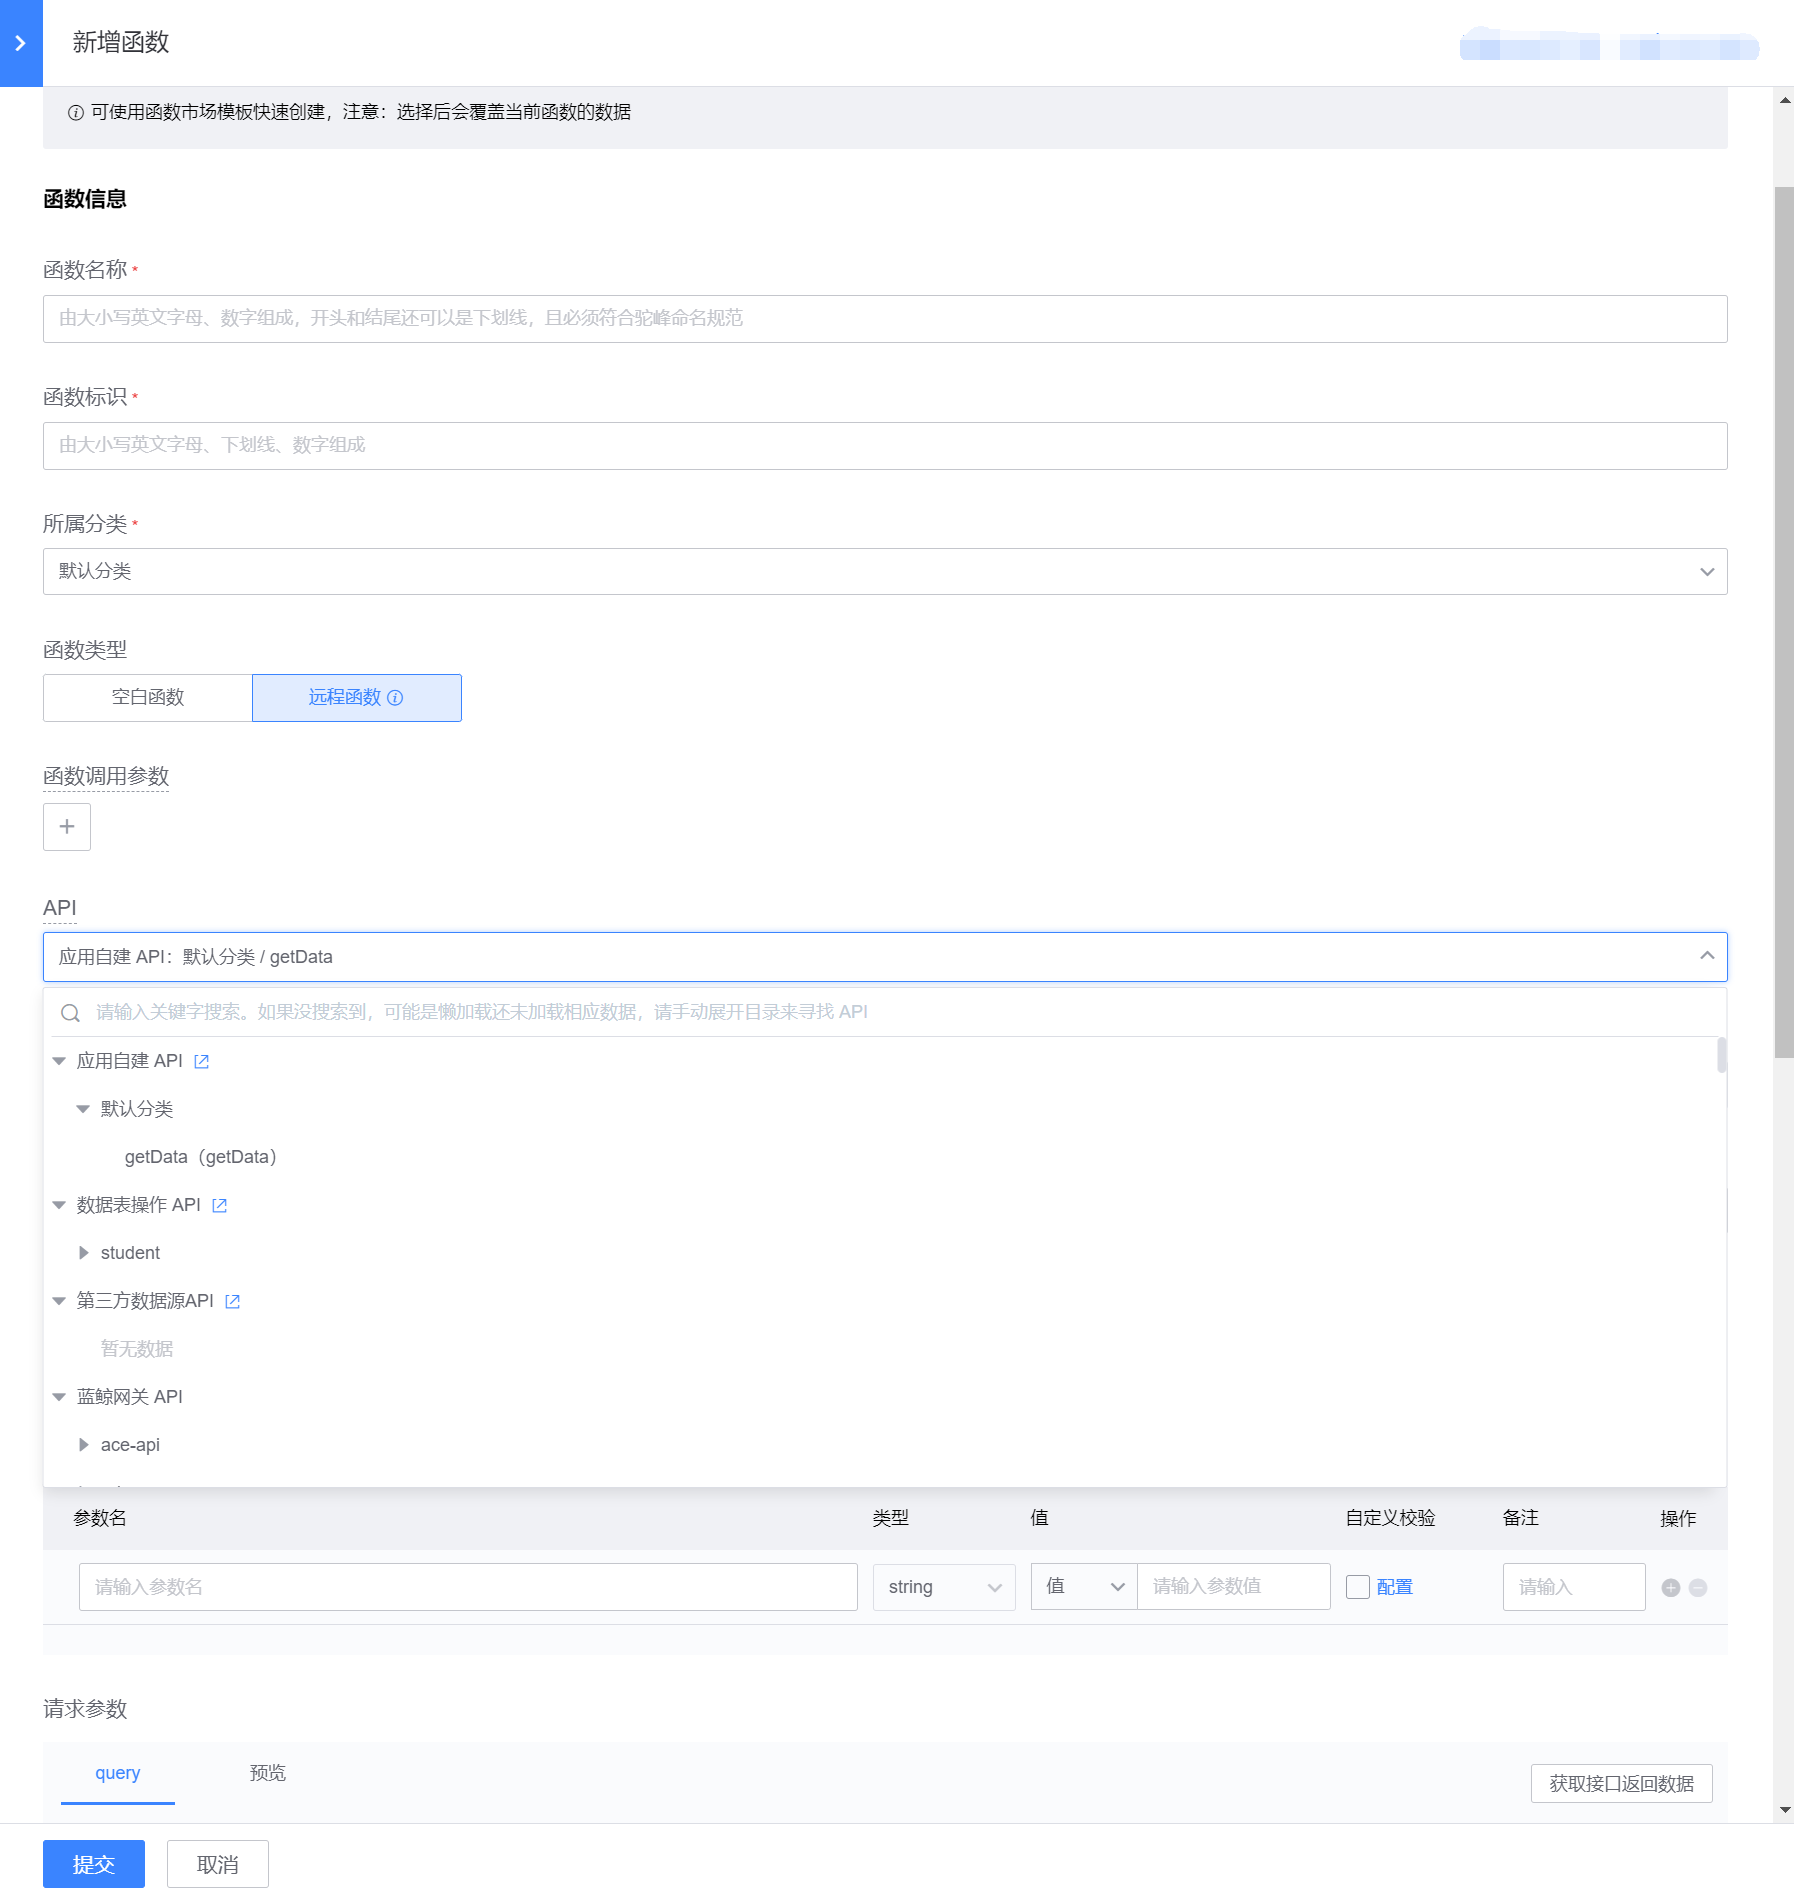 新增函数
可使用函数市场模板快速创建，注意：选择后会覆盖当前函数的数据
函数信息
函数名称 *
由大小写英文字母、数字组成，开头和结尾还可以是下划线，且必须符合驼峰命名规范
函数标识 *
由大小写英文字母、下划线、数字组成
所属分类 *
默认分类
函数类型
空白函数 远程函数
函数调用参数
API
应用自建 API：默认分类 / getData
请输入关键字搜索。如果没搜索到，可能是懒加载还未加载相应数据，请手动展开目录来寻找 API
应用自建 API
默认分类
getData（getData）
数据表操作 API
student
第三方数据源API
暂无数据
蓝鲸网关 API
ace-api
参数名 类型 值 自定义校验 备注 操作
请输入参数名 string 值 请输入参数值 配置 请输入
请求参数
query 预览 获取接口返回数据
提交 取消